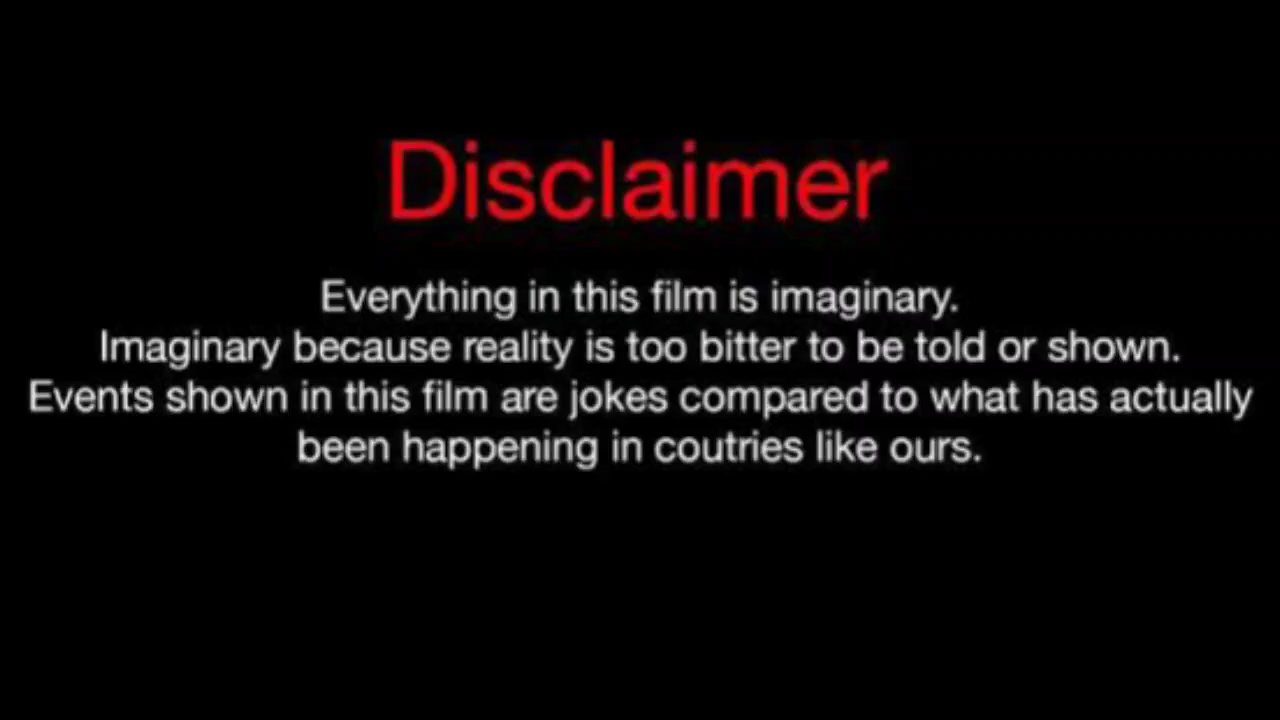 Disclaimer
Everything in this film is imaginary.
Imaginary because reality is too bitter to be told or shown.
Events shown in this film are jokes compared to what has actually
been happening in coutries like ours.